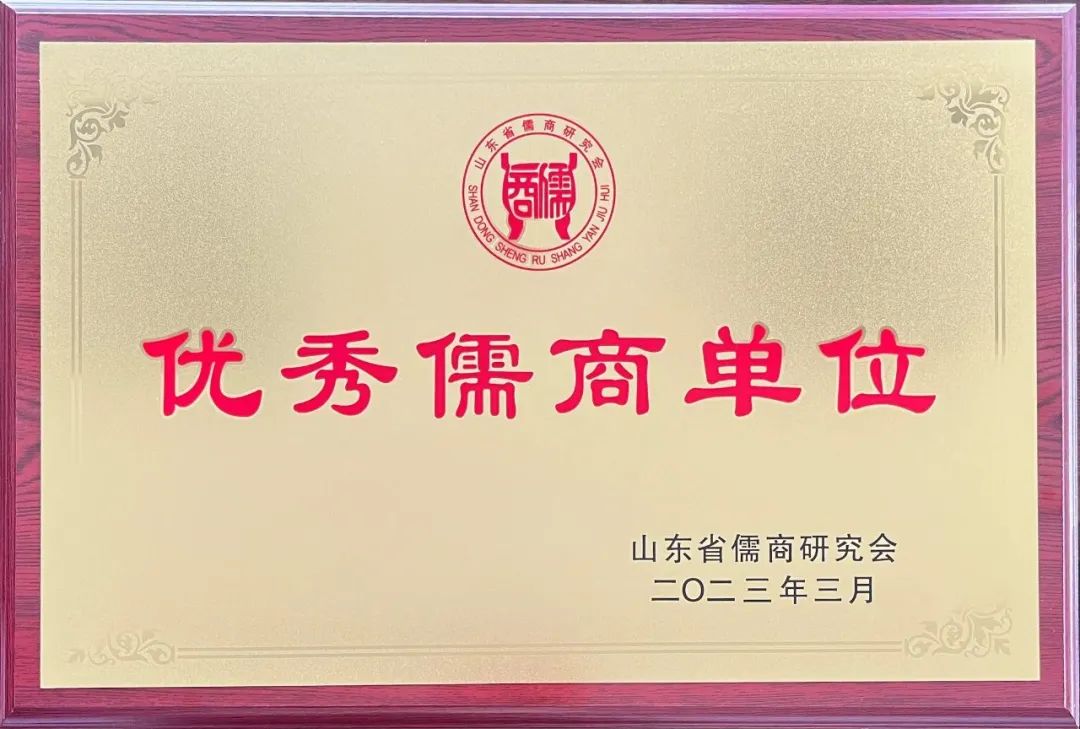 山东省儒商研究会
商儒
SHAN DONG SHENG RU SHANG YAN JIU HUI
优秀儒商单位
山东省儒商研究会
二〇二三年三月